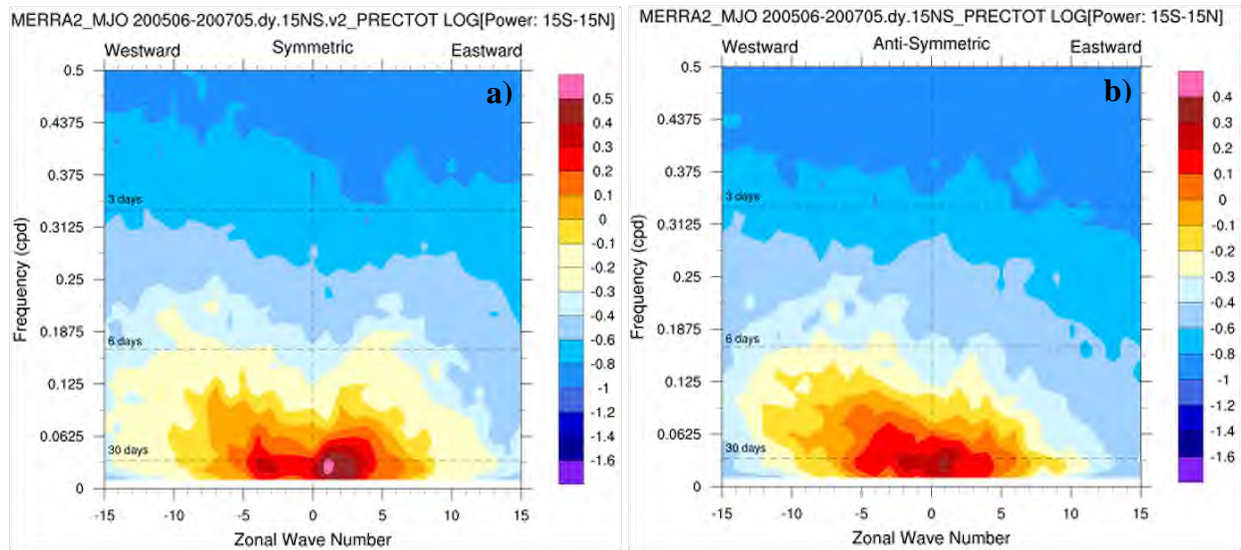 MERRA2_MJO 200506-200705.dy.15NS.v2_PRECTOT LOG[Power: 15S-15N]
Westward Symmetric Eastward
a)
0.5
0.4375
0.375
0.3125
0.25
0.1875
0.125
0.0625
0
Frequency (cpd)
3 days
6 days
30 days
-15 -10 -5 0 5 10 15
Zonal Wave Number
0.5
0.4
0.3
0.2
0.1
0
-0.1
-0.2
-0.3
-0.4
-0.6
-0.8
-1
-1.2
-1.4
-1.6
MERRA2_MJO 200506-200705.dy.15NS_PRECTOT LOG[Power: 15S-15N]
Westward Anti-Symmetric Eastward
b)
0.5
0.4375
0.375
0.3125
0.25
0.1875
0.125
0.0625
0
Frequency (cpd)
3 days
6 days
30 days
-15 -10 -5 0 5 10 15
Zonal Wave Number
0.4
0.3
0.2
0.1
0
-0.1
-0.2
-0.3
-0.4
-0.6
-0.8
-1
-1.2
-1.4
-1.6